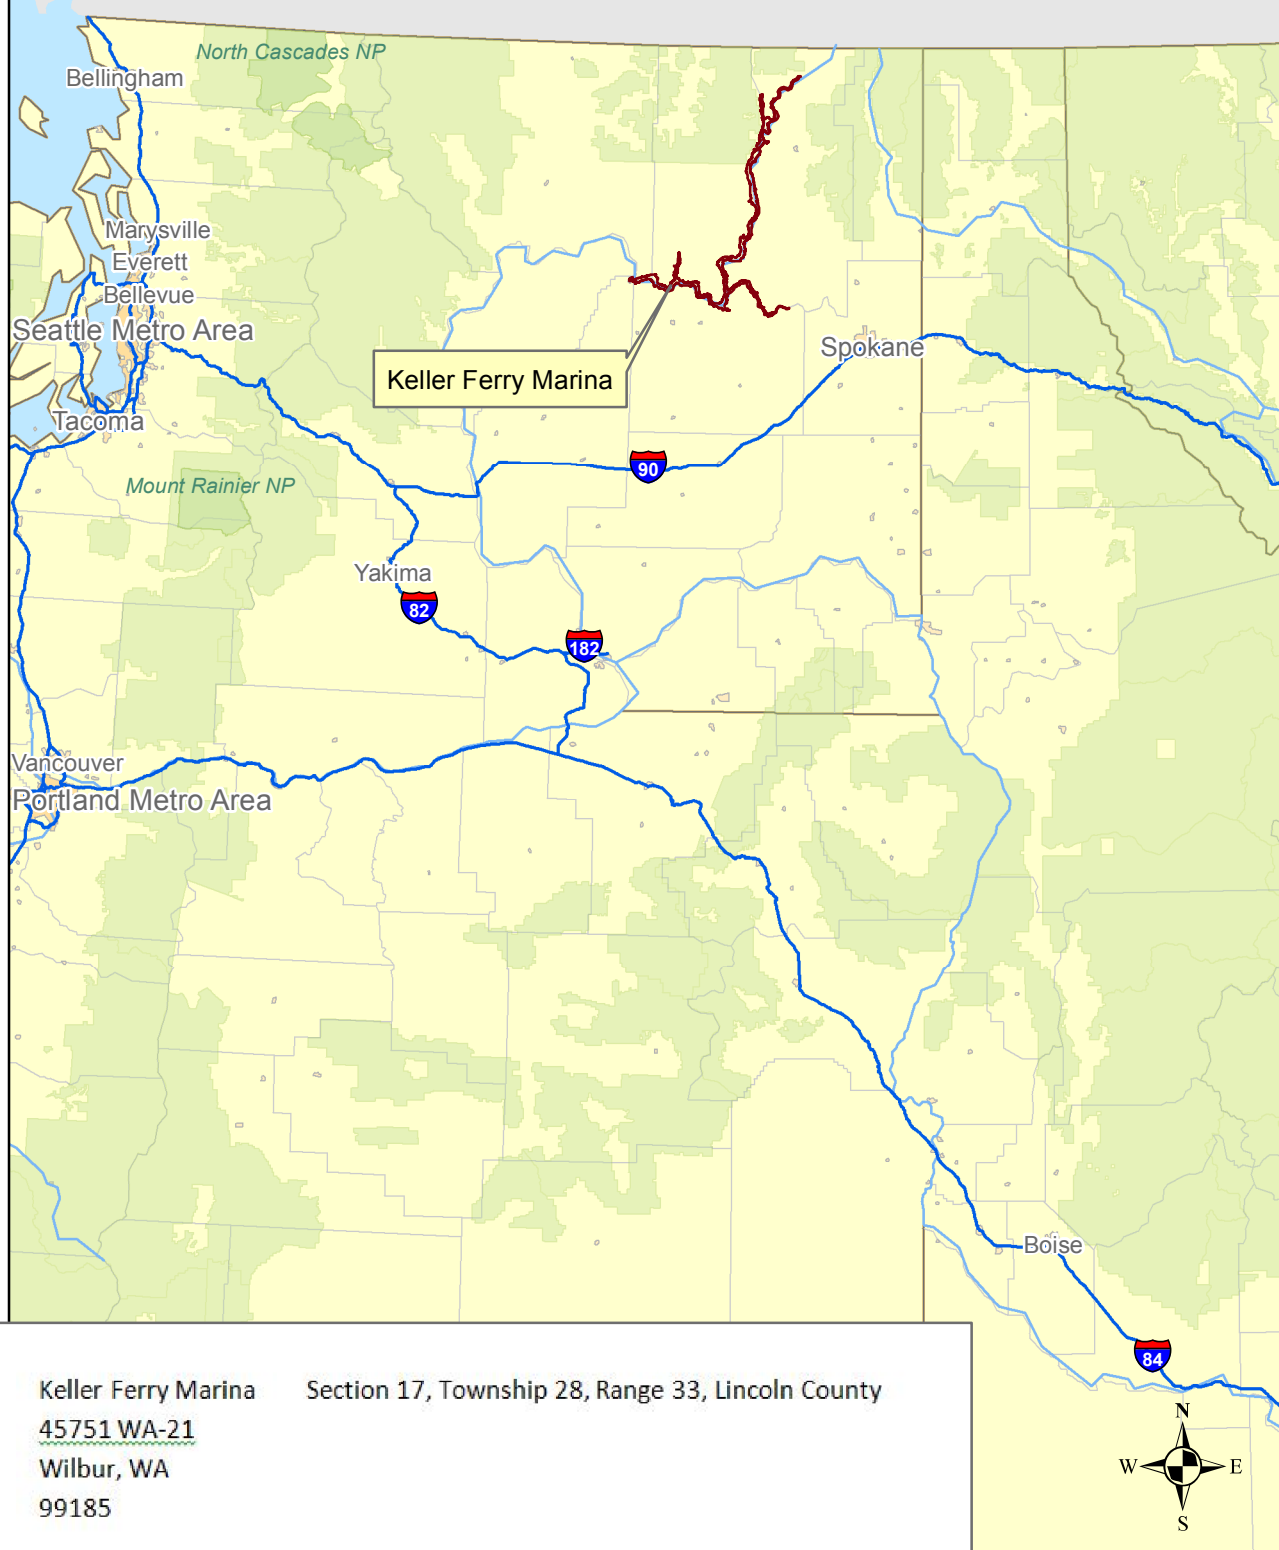 North Cascades NP
Bellingham
Marysville
Everett
Bellevue
Seattle Metro Area
Spokane
Keller Ferry Marina
Tacoma
90
Mount Rainier NP
Yakima
82
182
Vancouver
Portland Metro Area
Boise
84
Keller Ferry Marina Section 17, Township 28, Range 33, Lincoln County
45751 WA-21
Wilbur, WA
99185
N
W E
S